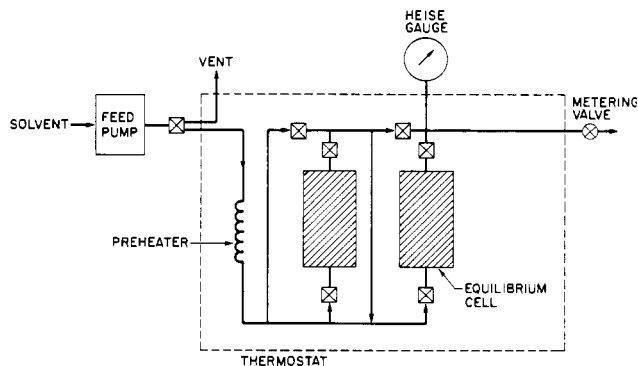 HEISE
GAUGE
VENT
METERING
VALVE
SOLVENT
FEED
PUMP
PREHEATER
EQUILIBRIUM
CELL
THERMOSTAT